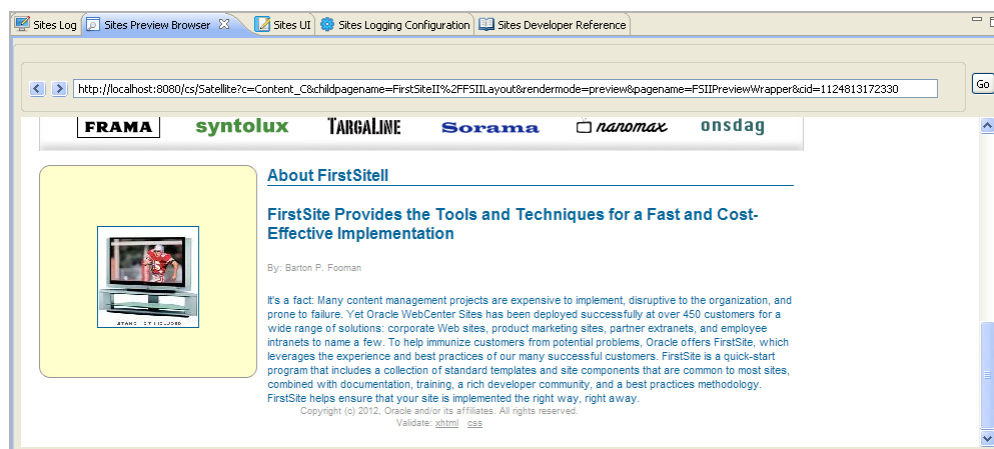 Sites Log Sites Preview Browser Sites UI Sites Logging Configuration Sites Developer Reference
http://localhost:8080/cs/Satellite?c=Content_C&childpagename=FirstSiteII%2FFSIILayout&rendermode=preview&pagename=FSIIPreviewWrapper&cid=1124813172330 Go
FRAMA syntolux TARGALINE Sorama nanomax onsdag
About FirstSiteII
FirstSite Provides the Tools and Techniques for a Fast and Cost-
Effective Implementation
By: Barton P. Fooman
It's a fact: Many content management projects are expensive to implement, disruptive to the organization, and
prone to failure. Yet Oracle WebCenter Sites has been deployed successfully at over 450 customers for a
wide range of solutions: corporate Web sites, product marketing sites, partner extranets, and employee
intranets to name a few. To help immunize customers from potential problems, Oracle offers FirstSite, which
leverages the experience and best practices of our many successful customers. FirstSite is a quick-start
program that includes a collection of standard templates and site components that are common to most sites,
combined with documentation, training, a rich developer community, and a best practices methodology.
FirstSite helps ensure that your site is implemented the right way, right away.
Copyright (c) 2012, Oracle and/or its affiliates. All rights reserved.
Validate: xhtml css